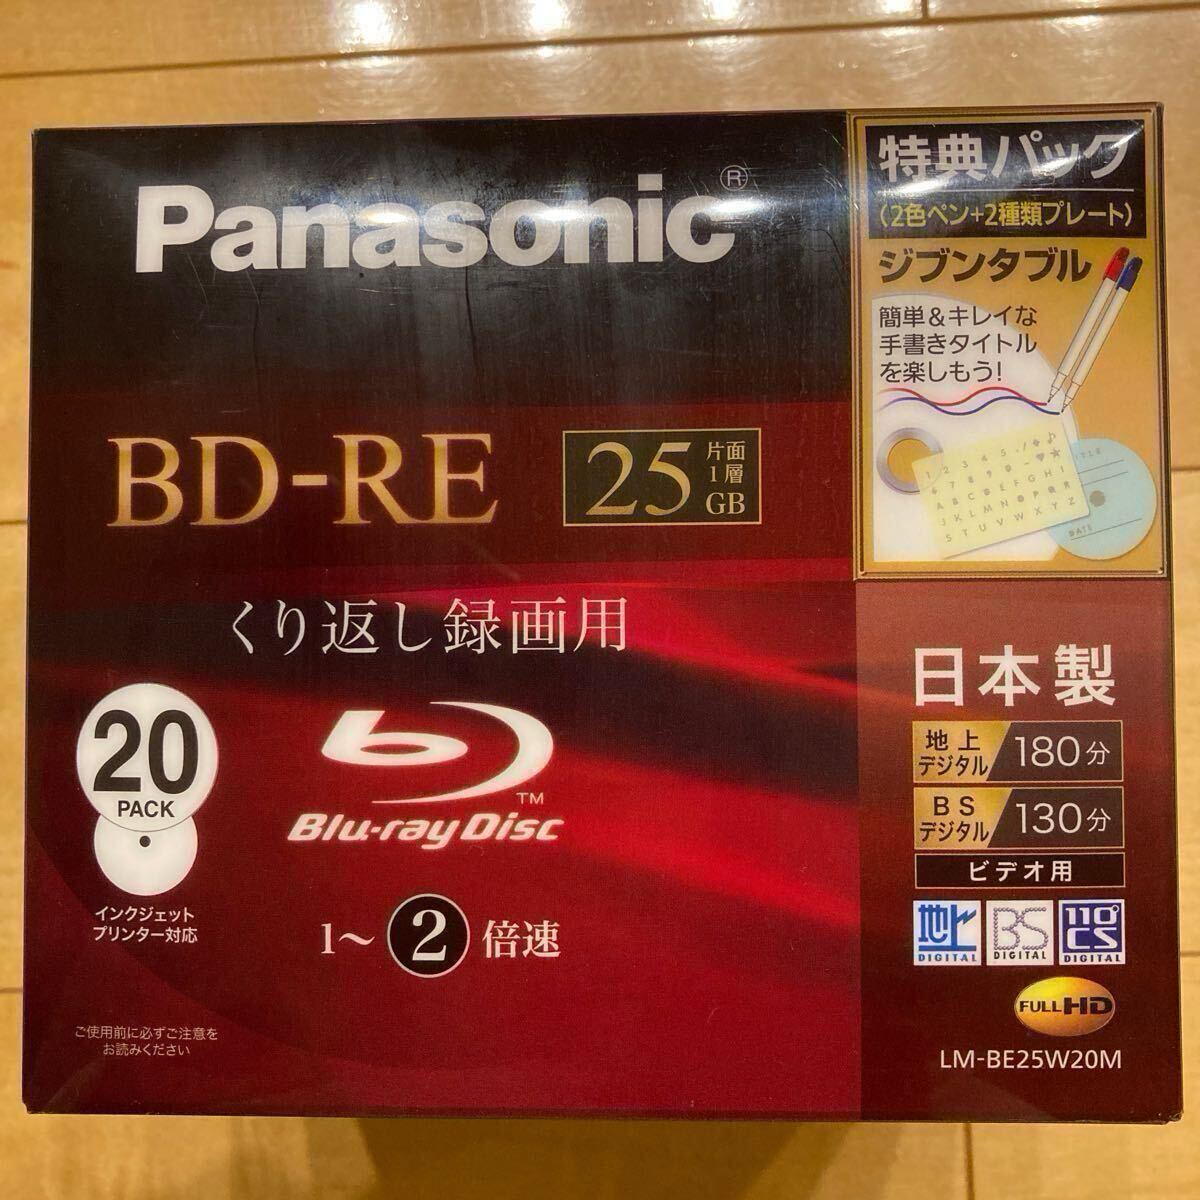 Panasonic®
特典パック
(2色ペン+2種類プレート)
ジブンタブル
簡単&キレイな
手書きタイトル
を楽しもう!
TITLE
DATE
BD-RE
25
片面
1層
GB
くり返し録画用
日本製
地上
デジタル
180分
BS
デジタル
130分
ビデオ用
地上
DIGITAL
BS
DIGITAL
110°
CS
DIGITAL
FULL HD
LM-BE25W20M
20
PACK
インクジェット
プリンター対応
Blu-ray Disc
TM
1〜2倍速
ご使用前に必ずご注意を
お読みください